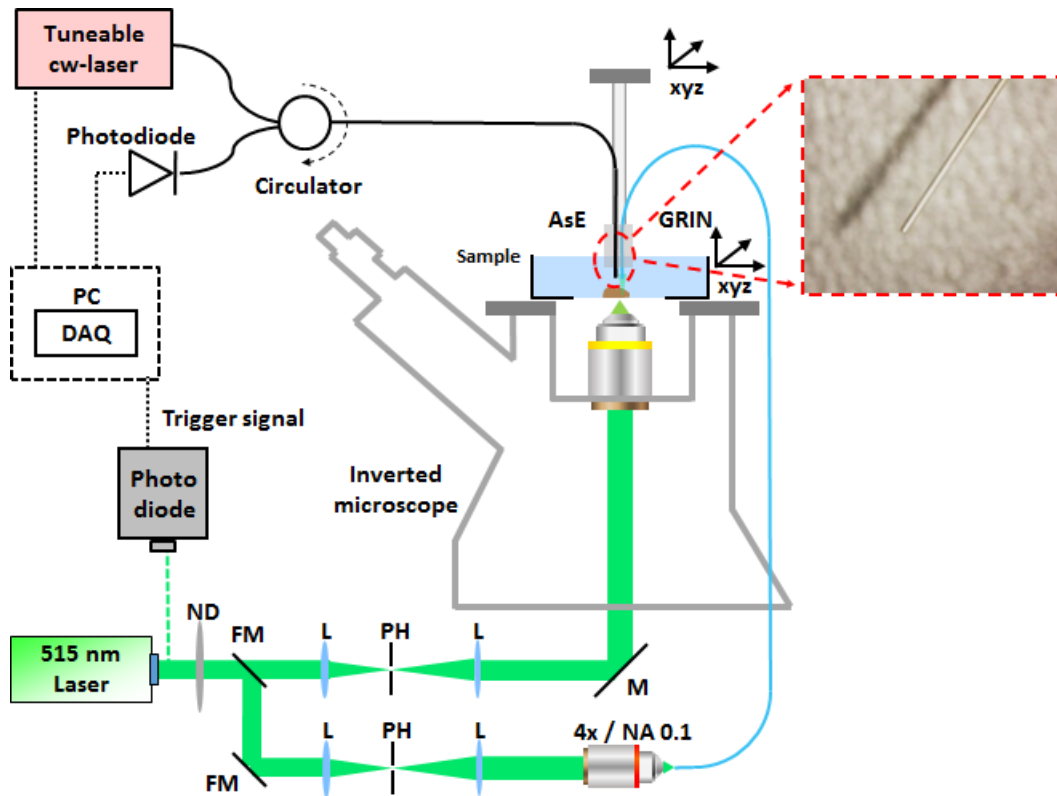 Tuneable
cw-laser
xyz
Photodiode
Circulator
AsE
GRIN
Sample
xyz
PC
DAQ
Trigger signal
Photo
diode
Inverted
microscope
ND
FM
L
PH
L
515 nm
Laser
M
L
PH
L
4x / NA 0.1
FM